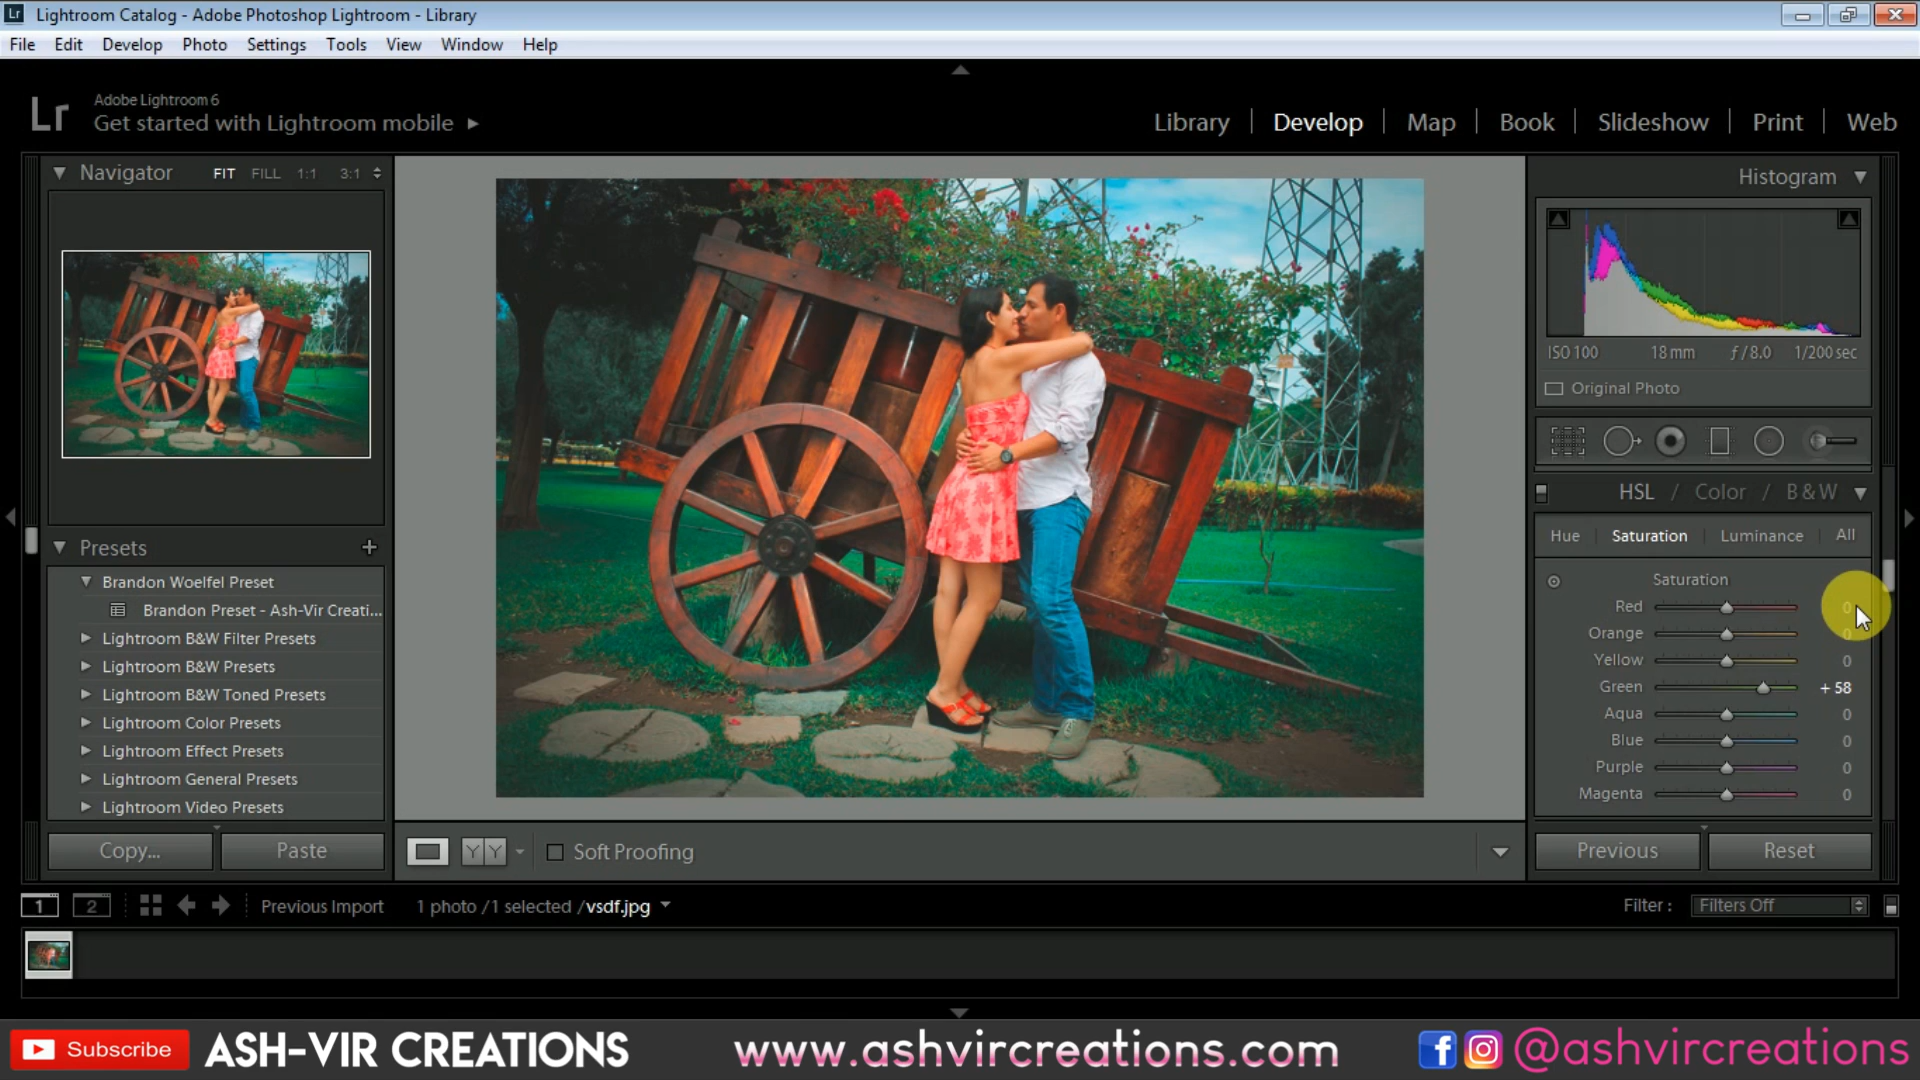 Lr Lightroom Catalog - Adobe Photoshop Lightroom - Library
File Edit Develop Photo Settings Tools View Window Help
Lr
Adobe Lightroom 6
Get started with Lightroom mobile
Library Develop Map Book Slideshow Print Web
Navigator FIT FILL 1:1 3:1
Presets
Brandon Woelfel Preset
Brandon Preset - Ash-Vir Creati...
Lightroom B&W Filter Presets
Lightroom B&W Presets
Lightroom B&W Toned Presets
Lightroom Color Presets
Lightroom Effect Presets
Lightroom General Presets
Lightroom Video Presets
Copy... Paste
Soft Proofing
Histogram
ISO 100 18 mm ƒ / 8.0 1/200 sec
Original Photo
HSL / Color / B & W
Hue Saturation Luminance All
Saturation
Red 0
Orange 0
Yellow 0
Green + 58
Aqua 0
Blue 0
Purple 0
Magenta 0
Previous Reset
1 2 Previous Import 1 photo /1 selected /vsdf.jpg Filter : Filters Off
Subscribe ASH-VIR CREATIONS www.ashvircreations.com @ashvircreations